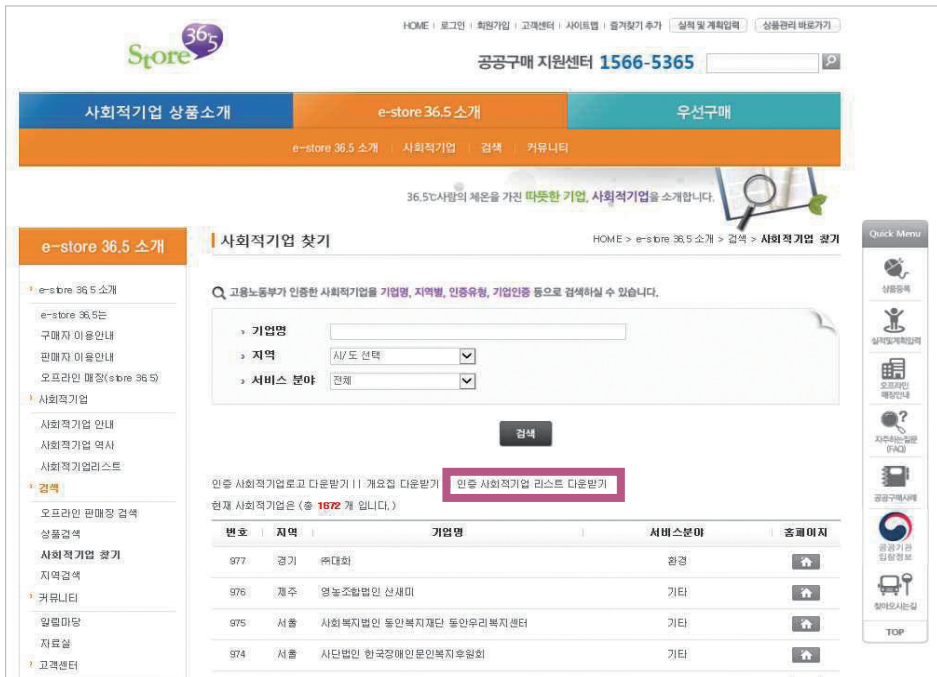 Store 36.5
HOME | 로그인 | 회원가입 | 고객센터 | 사이트맵 | 즐겨찾기 추가 실적 및 계획입력 상품관리 바로가기
공공구매 지원센터 1566-5365
사회적기업 상품소개 e-store 36.5 소개 우선구매
e-store 36.5 소개 사회적기업 검색 커뮤니티
36.5℃사람의 체온을 가진 따뜻한 기업, 사회적기업을 소개합니다.
e-store 36.5 소개
e-store 36.5 소개
e-store 36.5는
구매자 이용안내
판매자 이용안내
오프라인 매장(store 36.5)
사회적기업
사회적기업 안내
사회적기업 역사
사회적기업리스트
검색
오프라인 판매장 검색
상품검색
사회적기업 찾기
지역검색
커뮤니티
알림마당
자료실
고객센터
사회적기업 찾기
HOME > e-store 36.5 소개 > 검색 > 사회적기업 찾기
고용노동부가 인증한 사회적기업을 기업명, 지역별, 인증유형, 기업인증 등으로 검색하실 수 있습니다.
› 기업명
› 지역 시/도 선택
› 서비스 분야 전체
검색
인증 사회적기업로고 다운받기 || 개요집 다운받기 인증 사회적기업 리스트 다운받기
현재 사회적기업은 (총 1672 개 입니다.)
번호 지역 기업명 서비스분야 홈페이지
977 경기 ㈜대화 환경
976 제주 영농조합법인 산새미 기타
975 서울 사회복지법인 동안복지재단 동안우리복지센터 기타
974 서울 사단법인 한국장애인문인복지후원회 기타
Quick Menu
상품등록
실적및계획입력
오프라인
매장안내
?
자주하는질문
(FAQ)
공공구매사례
공공기관
입찰정보
찾아오시는길
TOP